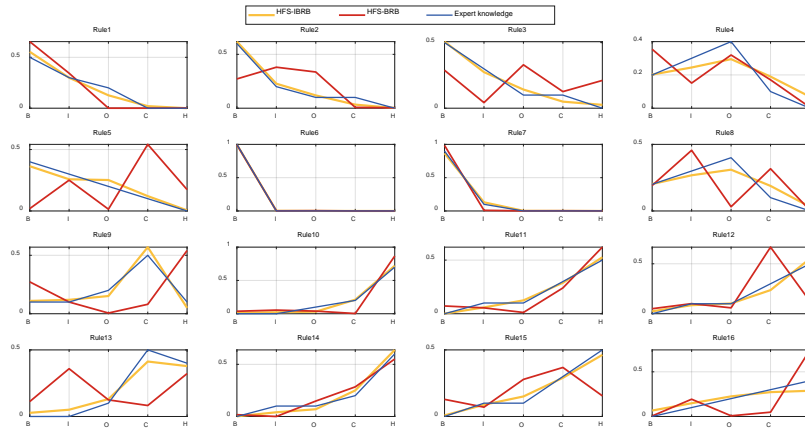 HFS-IBRB HFS-BRB Expert knowledge
Rule1 Rule2 Rule3 Rule4
0.5 0.5 0.5 0.4
0.2
0 0 0 0
B I O C H B I O C H B I O C H B I O C
Rule5 Rule6 Rule7 Rule8
0.5 1 1 0.5
0.5 0.5
0 0 0 0
B I O C H B I O C H B I O C H B I O C
Rule9 Rule10 Rule11 Rule12
0.5 1 0.5 0.5
0.5
0 0 0 0
B I O C H B I O C H B I O C H B I O C
Rule13 Rule14 Rule15 Rule16
0.5 0.5 0.5 0.5
0 0 0 0
B I O C H B I O C H B I O C H B I O C